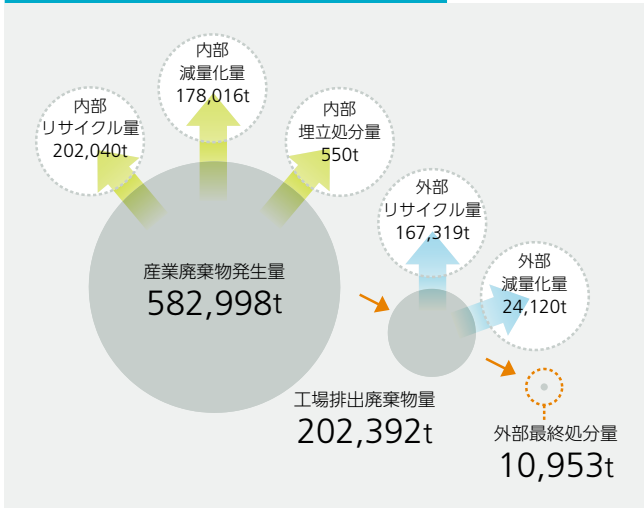 内部
減量化量
178,016t
内部
リサイクル量
202,040t
内部
埋立処分量
550t
外部
リサイクル量
167,319t
外部
減量化量
24,120t
産業廃棄物発生量
582,998t
工場排出廃棄物量
202,392t
外部最終処分量
10,953t